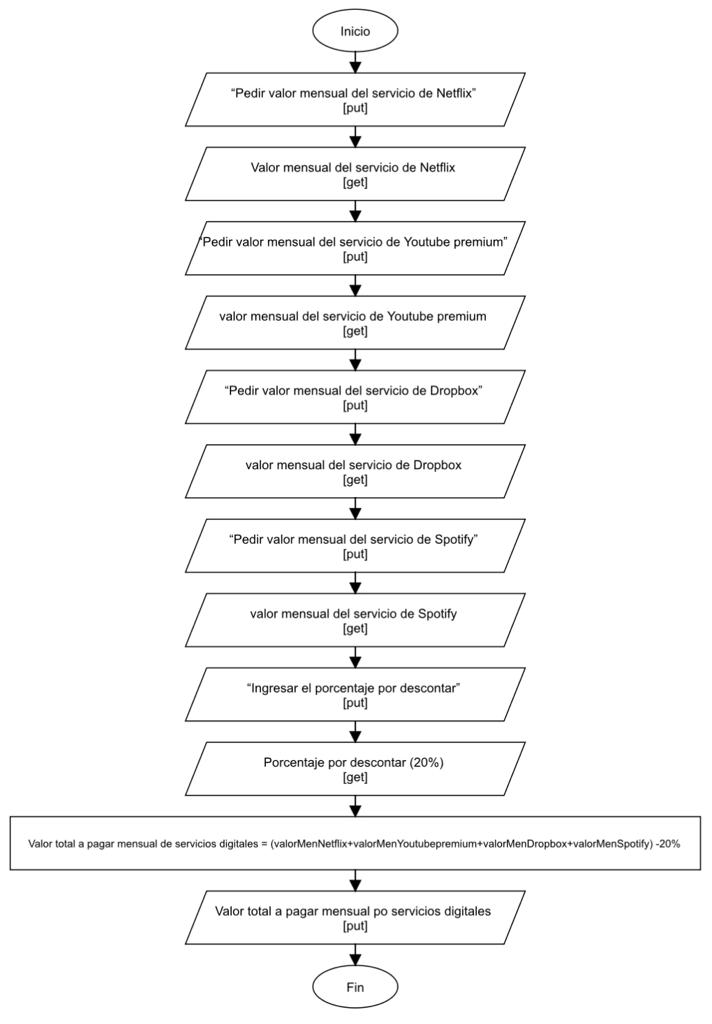 Inicio
“Pedir valor mensual del servicio de Netflix”
[put]
Valor mensual del servicio de Netflix
[get]
“Pedir valor mensual del servicio de Youtube premium”
[put]
valor mensual del servicio de Youtube premium
[get]
“Pedir valor mensual del servicio de Dropbox”
[put]
valor mensual del servicio de Dropbox
[get]
“Pedir valor mensual del servicio de Spotify”
[put]
valor mensual del servicio de Spotify
[get]
“Ingresar el porcentaje por descontar”
[put]
Porcentaje por descontar (20%)
[get]
Valor total a pagar mensual de servicios digitales = (valorMenNetflix+valorMenYoutubepremium+valorMenDropbox+valorMenSpotify) -20%
Valor total a pagar mensual po servicios digitales
[put]
Fin